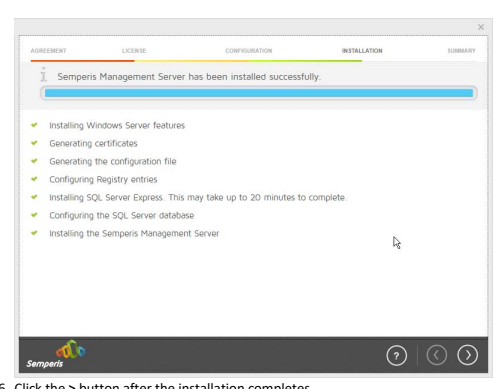 AGREEMENT LICENSE CONFIGURATION INSTALLATION SUMMARY
Semperis Management Server has been installed successfully.
Installing Windows Server features
Generating certificates
Generating the configuration file
Configuring Registry entries
Installing SQL Server Express. This may take up to 20 minutes to complete.
Configuring the SQL Server database
Installing the Semperis Management Server
Semperis
?
6. Click the > button after the installation completes